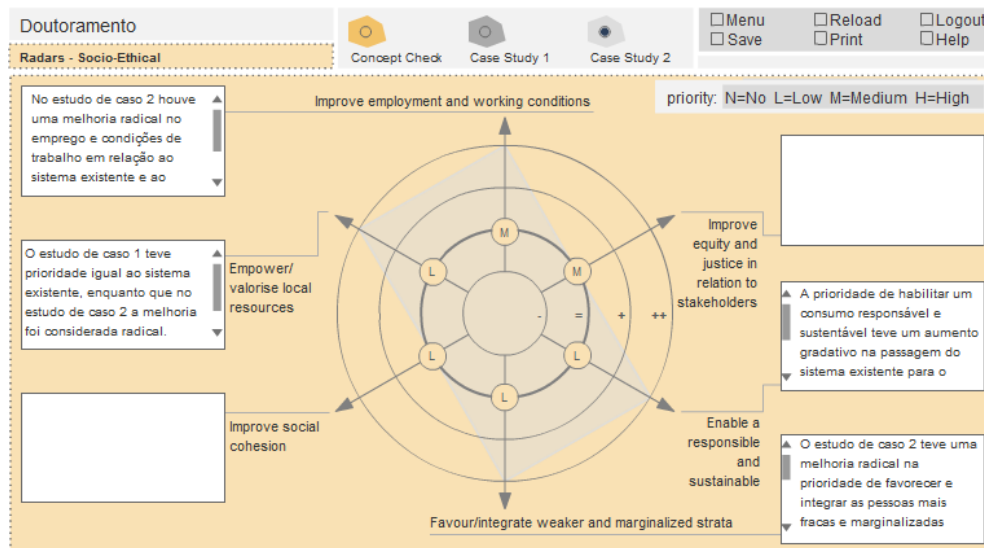 Doutoramento
Radars - Socio-Ethical
Concept Check
Case Study 1
Case Study 2
Menu
Reload
Logout
Save
Print
Help
priority: N=No L=Low M=Medium H=High
No estudo de caso 2 houve
uma melhoria radical no
emprego e condições de
trabalho em relação ao
sistema existente e ao
Improve employment and working conditions
O estudo de caso 1 teve
prioridade igual ao sistema
existente, enquanto que no
estudo de caso 2 a melhoria
foi considerada radical.
Empower/
valorise local
resources
Improve social
cohesion
M
L
M
- = + ++
L
L
L
Improve
equity and
justice in
relation to
stakeholders
A prioridade de habilitar um
consumo responsável e
sustentável teve um aumento
gradativo na passagem do
sistema existente para o
Enable a
responsible
and
sustainable
O estudo de caso 2 teve uma
melhoria radical na
prioridade de favorecer e
integrar as pessoas mais
fracas e marginalizadas
Favour/integrate weaker and marginalized strata